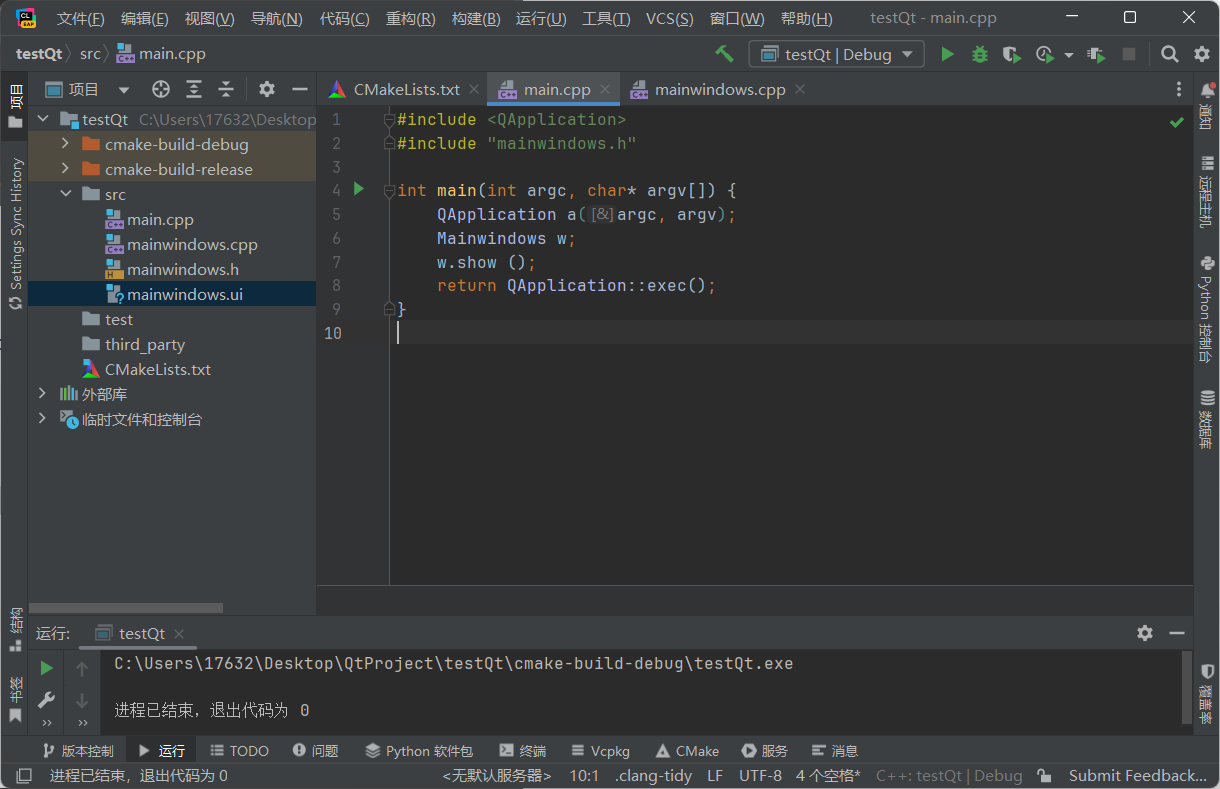 文件(F) 编辑(E) 视图(V) 导航(N) 代码(C) 重构(R) 构建(B) 运行(U) 工具(T) VCS(S) 窗口(W) 帮助(H) testQt - main.cpp
testQt src main.cpp testQt | Debug
项目
CMakeLists.txt main.cpp mainwindows.cpp
testQt C:\Users\17632\Desktop
cmake-build-debug
cmake-build-release
src
main.cpp
mainwindows.cpp
mainwindows.h
mainwindows.ui
test
third_party
CMakeLists.txt
外部库
临时文件和控制台
1 #include <QApplication>
2 #include "mainwindows.h"
3
4 int main(int argc, char* argv[]) {
5 QApplication a([&]argc, argv);
6 Mainwindows w;
7 w.show ();
8 return QApplication::exec();
9 }
10
项目
Settings Sync History
结构
书签
通知
远程主机
Python 控制台
数据库
覆盖率
运行: testQt
C:\Users\17632\Desktop\QtProject\testQt\cmake-build-debug\testQt.exe
进程已结束，退出代码为 0
版本控制 运行 TODO 问题 Python 软件包 终端 Vcpkg CMake 服务 消息
进程已结束，退出代码为 0 <无默认服务器> 10:1 .clang-tidy LF UTF-8 4 个空格* C++: testQt | Debug Submit Feedback...